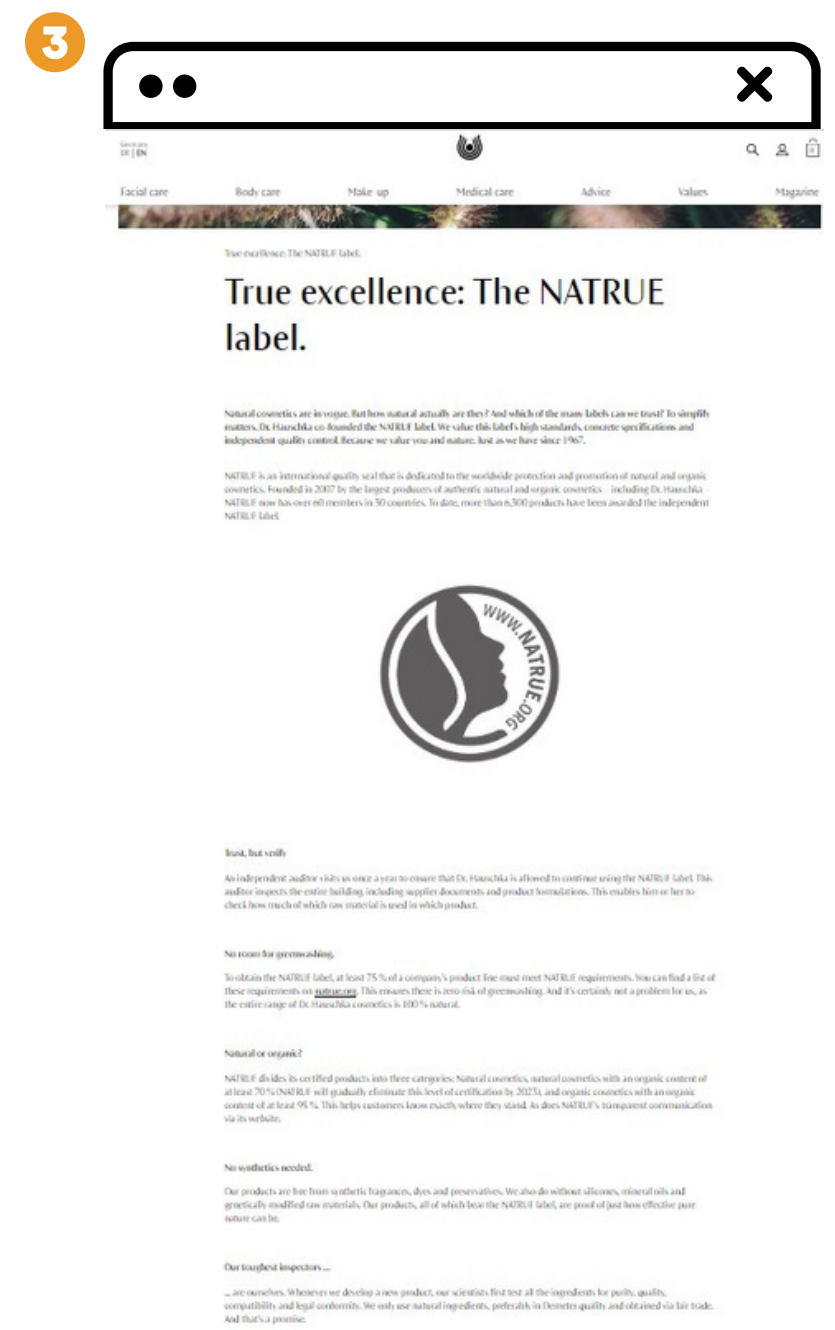 3
Germany
DE | EN
Facial care Body care Make-up Medical care Advice Values Magazine
True excellence: The NATRUE label.
True excellence: The NATRUE
label.
Natural cosmetics are in vogue. But how natural actually are they? And which of the many labels can we trust? To simplify
matters, Dr. Hauschka co-founded the NATRUE label. We value this label's high standards, concrete specifications and
independent quality control. Because we value you and nature. Just as we have since 1967.
NATRUE is an international quality seal that is dedicated to the worldwide protection and promotion of natural and organic
cosmetics. Founded in 2007 by the largest producers of authentic natural and organic cosmetics – including Dr. Hauschka –
NATRUE now has over 60 members in 30 countries. To date, more than 6,300 products have been awarded the independent
NATRUE label.
WWW.NATRUE.ORG
Trust, but verify
An independent auditor visits us once a year to ensure that Dr. Hauschka is allowed to continue using the NATRUE label. This
auditor inspects the entire building, including supplier documents and product formulations. This enables him or her to
check how much of which raw material is used in which product.
No room for greenwashing.
To obtain the NATRUE label, at least 75 % of a company's product line must meet NATRUE requirements. You can find a list of
these requirements on natrue.org. This ensures there is zero risk of greenwashing. And it's certainly not a problem for us, as
the entire range of Dr. Hauschka cosmetics is 100 % natural.
Natural or organic?
NATRUE divides its certified products into three categories: Natural cosmetics, natural cosmetics with an organic content of
at least 70 % (NATRUE will gradually eliminate this level of certification by 2023), and organic cosmetics with an organic
content of at least 95 %. This helps customers know exactly where they stand. As does NATRUE's transparent communication
via its website.
No synthetics needed.
Our products are free from synthetic fragrances, dyes and preservatives. We also do without silicones, mineral oils and
genetically modified raw materials. Our products, all of which bear the NATRUE label, are proof of just how effective pure
nature can be.
Our toughest inspectors ...
... are ourselves. Whenever we develop a new product, our scientists first test all the ingredients for purity, quality,
compatibility and legal conformity. We only use natural ingredients, preferably in Demeter quality and obtained via fair trade.
And that's a promise.